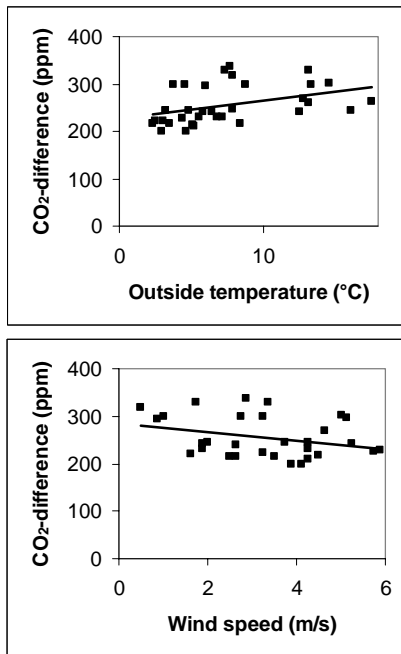 400
300
200
100
0
CO2-difference (ppm)
0 10
Outside temperature (°C)
400
300
200
100
0
CO2-difference (ppm)
0 2 4 6
Wind speed (m/s)